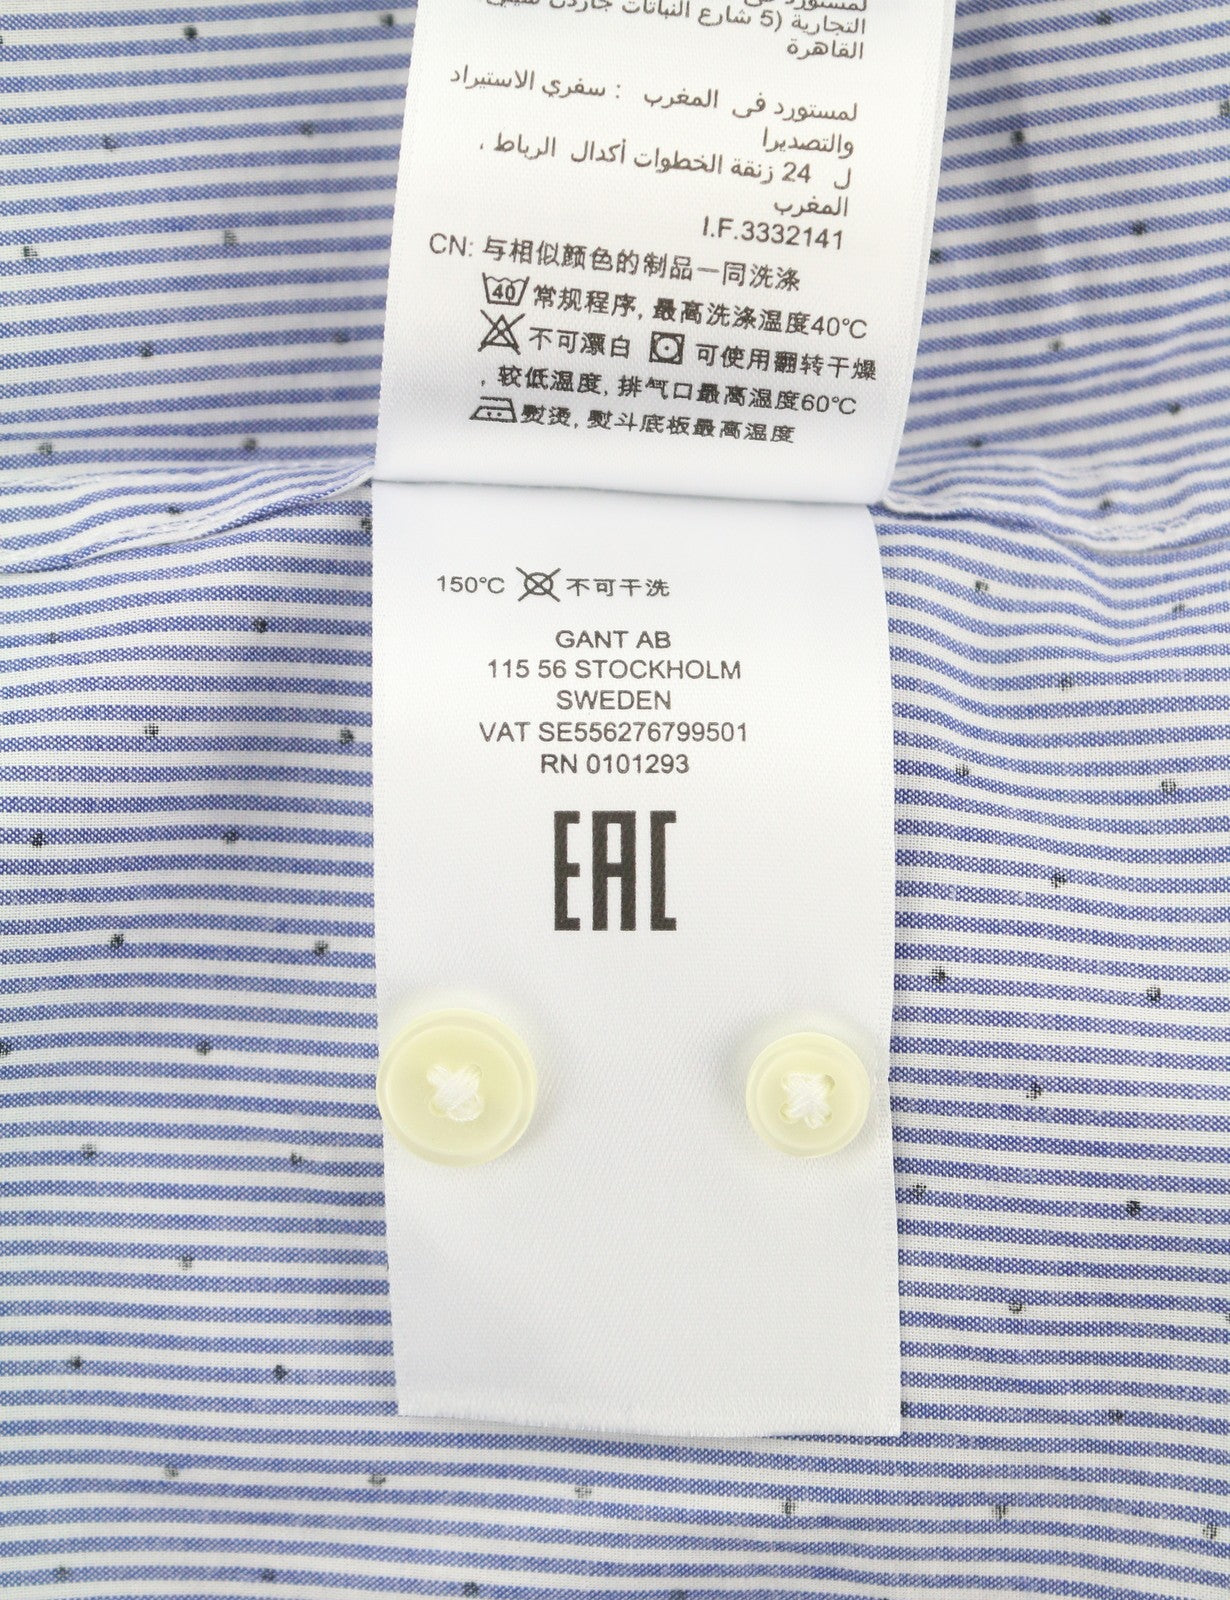 التجارية (5 شارع النباتات جاردن
القاهرة
لمستورد فى المغرب : سفري الاستيراد
والتصديرا
ل 24 زنقة الخطوات أكدال الرباط ،
المغرب
I.F.3332141
CN: 与相似颜色的制品一同洗涤
40 常规程序, 最高洗涤温度40°C
不可漂白 可使用翻转干燥
, 较低温度, 排气口最高温度60°C
熨烫, 熨斗底板最高温度
150°C 不可干洗
GANT AB
115 56 STOCKHOLM
SWEDEN
VAT SE556276799501
RN 0101293
EAC